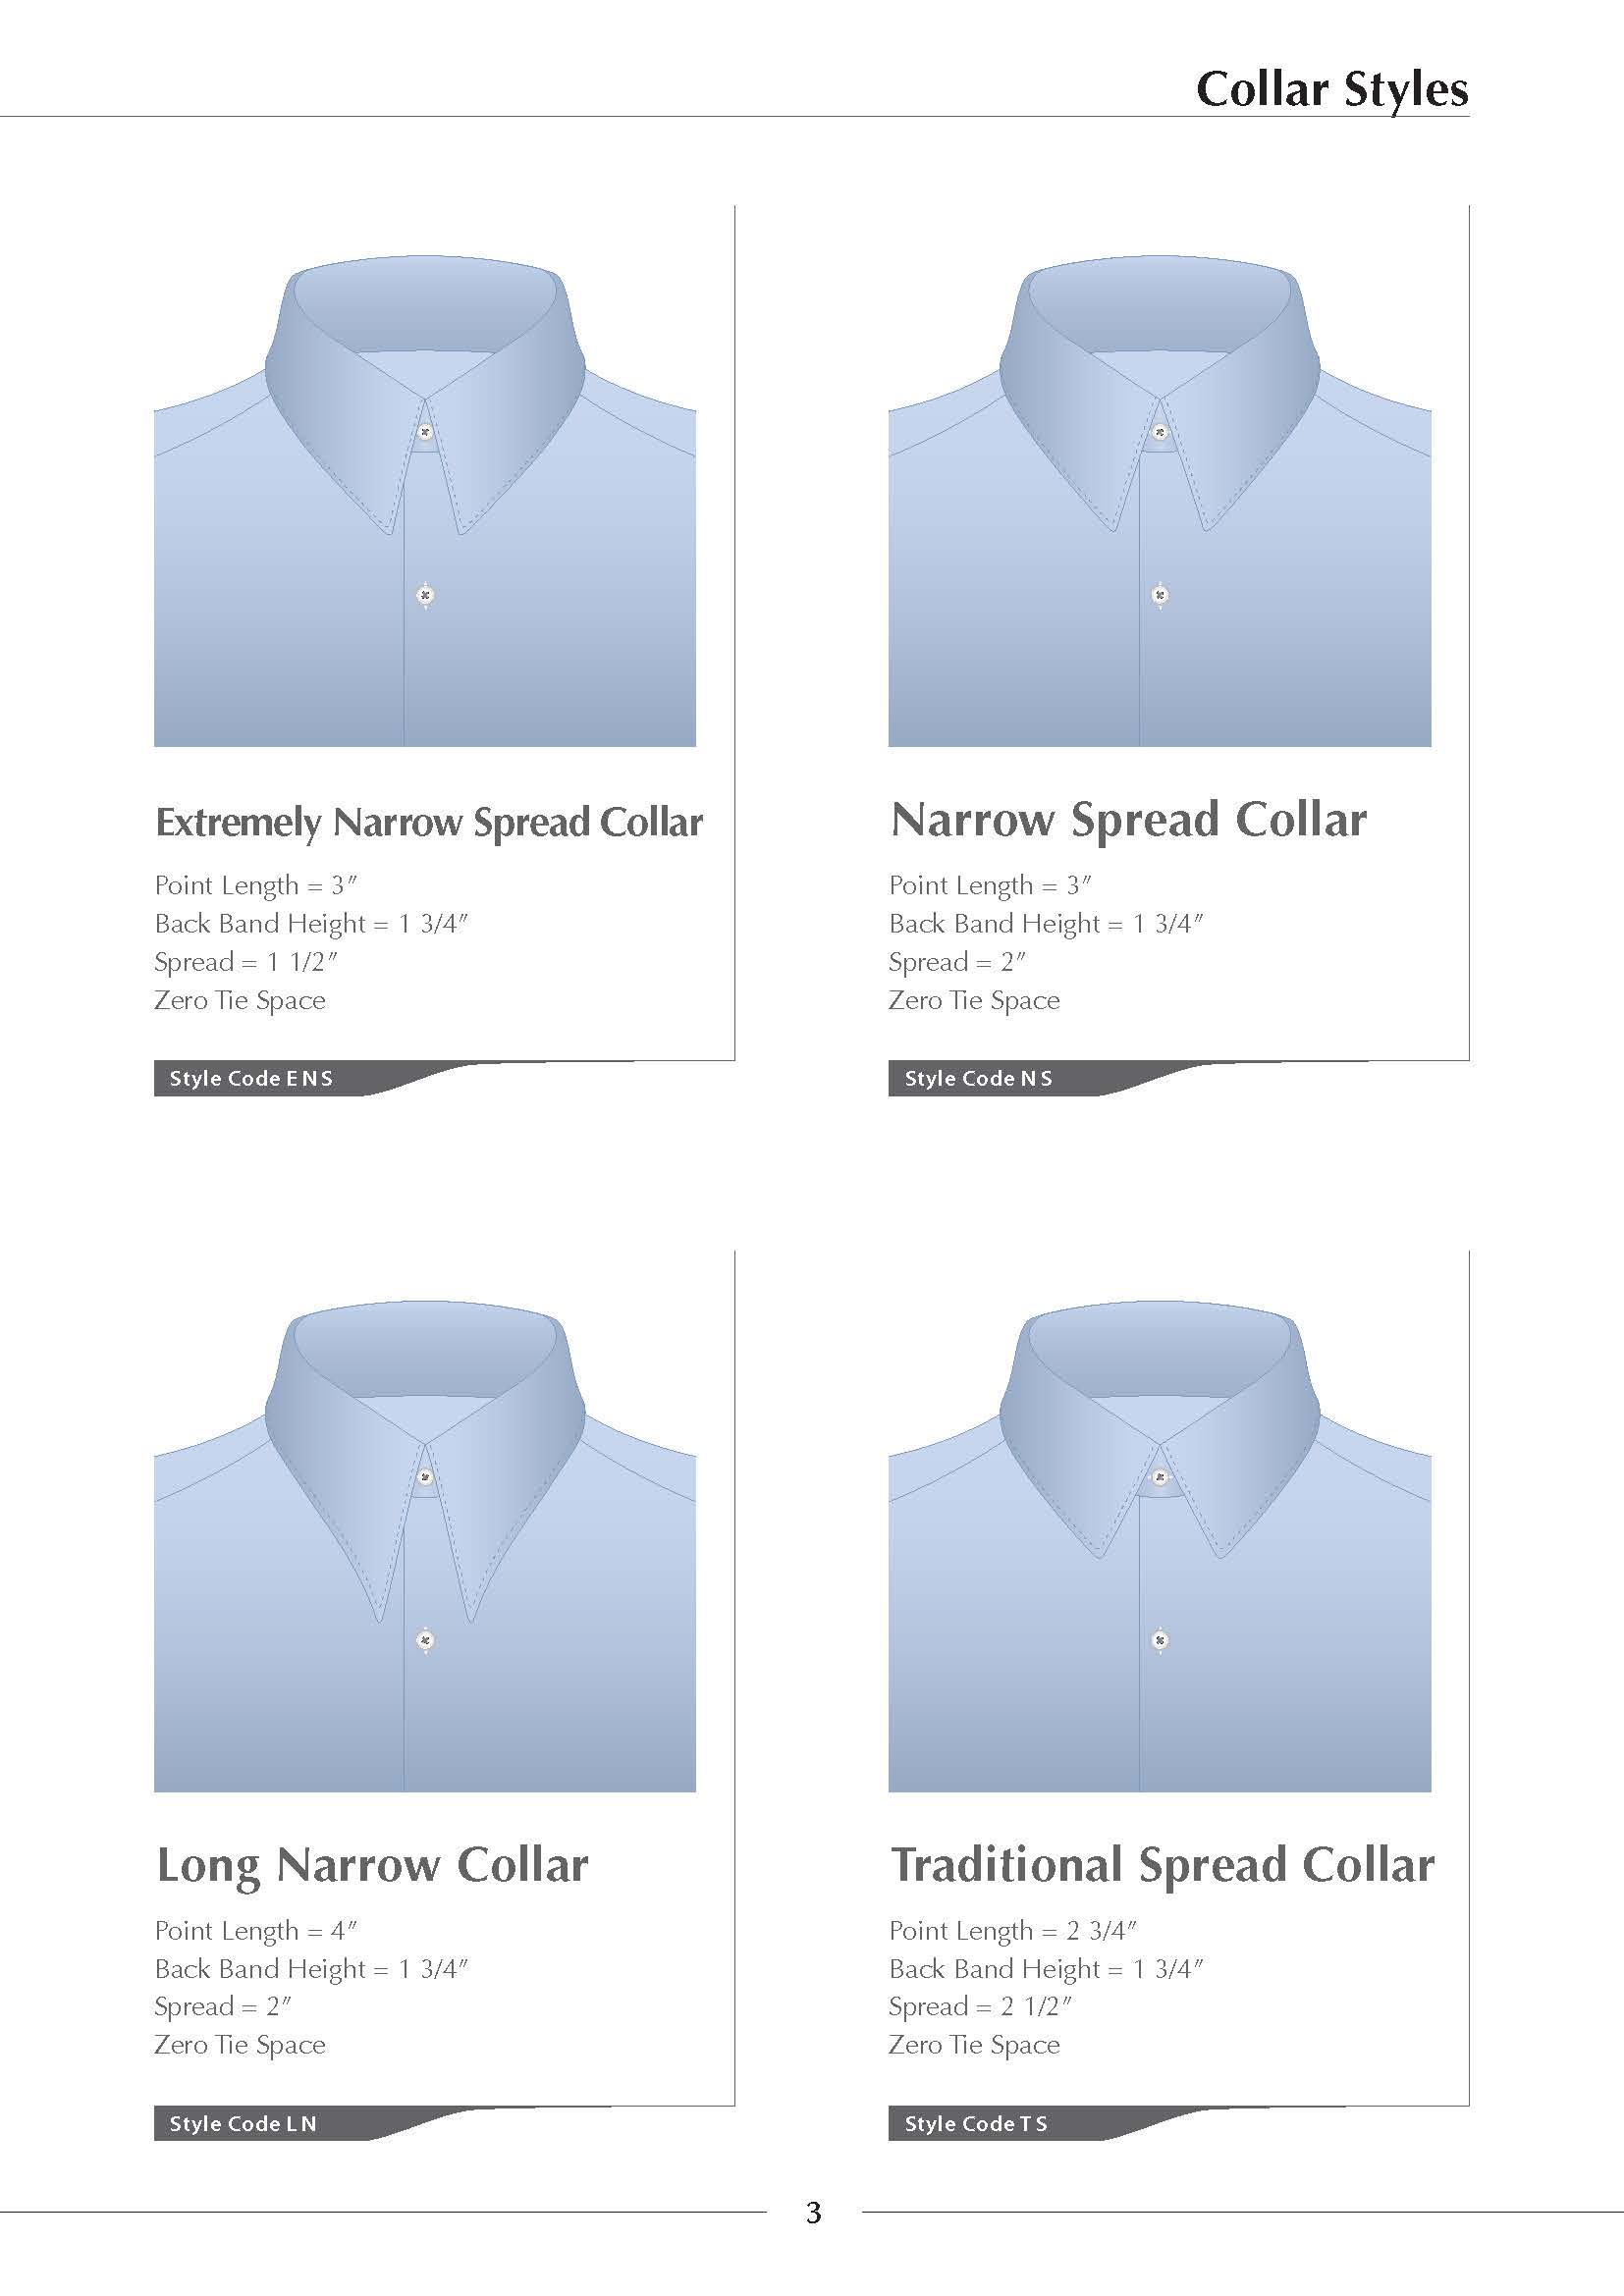 Collar Styles
Extremely Narrow Spread Collar
Point Length = 3″
Back Band Height = 1 3/4″
Spread = 1 1/2″
Zero Tie Space
Style Code ENS
Narrow Spread Collar
Point Length = 3″
Back Band Height = 1 3/4″
Spread = 2″
Zero Tie Space
Style Code NS
Long Narrow Collar
Point Length = 4″
Back Band Height = 1 3/4″
Spread = 2″
Zero Tie Space
Style Code LN
Traditional Spread Collar
Point Length = 2 3/4″
Back Band Height = 1 3/4″
Spread = 2 1/2″
Zero Tie Space
Style Code TS
3